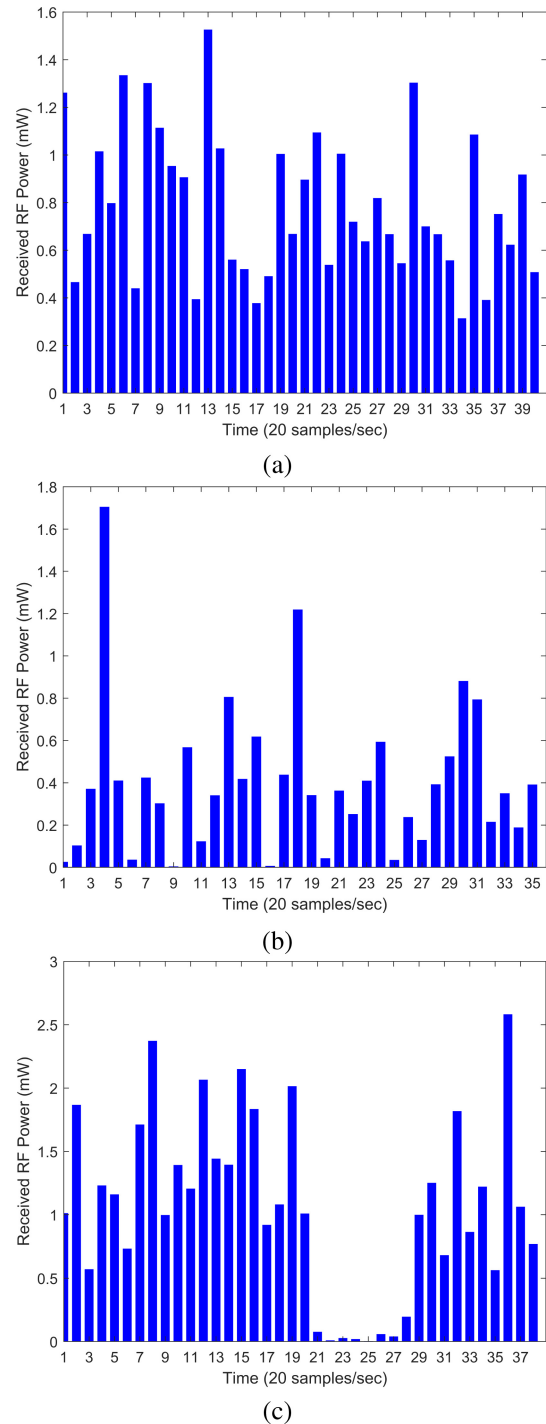 1.6
1.4
1.2
1
0.8
0.6
0.4
0.2
0
Received RF Power (mW)
1 3 5 7 9 11 13 15 17 19 21 23 25 27 29 31 33 35 37 39
Time (20 samples/sec)
(a)
1.8
1.6
1.4
1.2
1
0.8
0.6
0.4
0.2
0
Received RF Power (mW)
1 3 5 7 9 11 13 15 17 19 21 23 25 27 29 31 33 35
Time (20 samples/sec)
(b)
3
2.5
2
1.5
1
0.5
0
Received RF Power (mW)
1 3 5 7 9 11 13 15 17 19 21 23 25 27 29 31 33 35 37
Time (20 samples/sec)
(c)